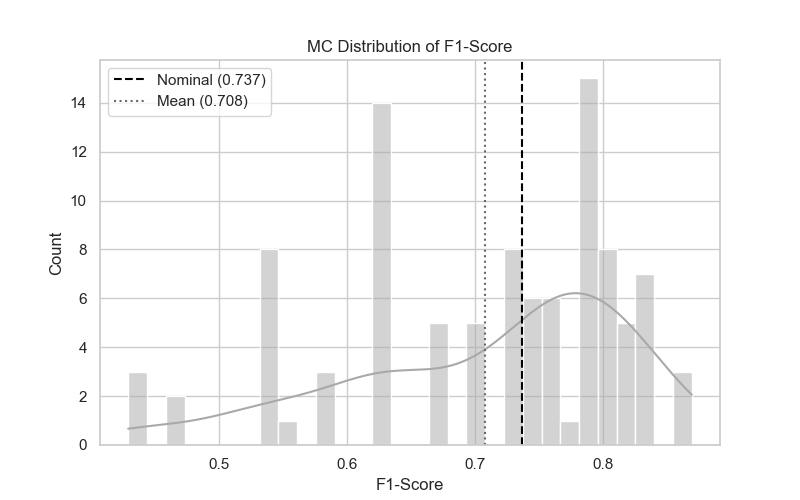 MC Distribution of F1-Score
Nominal (0.737)
Mean (0.708)
14
12
10
8
6
4
2
0
Count
0.5
0.6
0.7
0.8
F1-Score